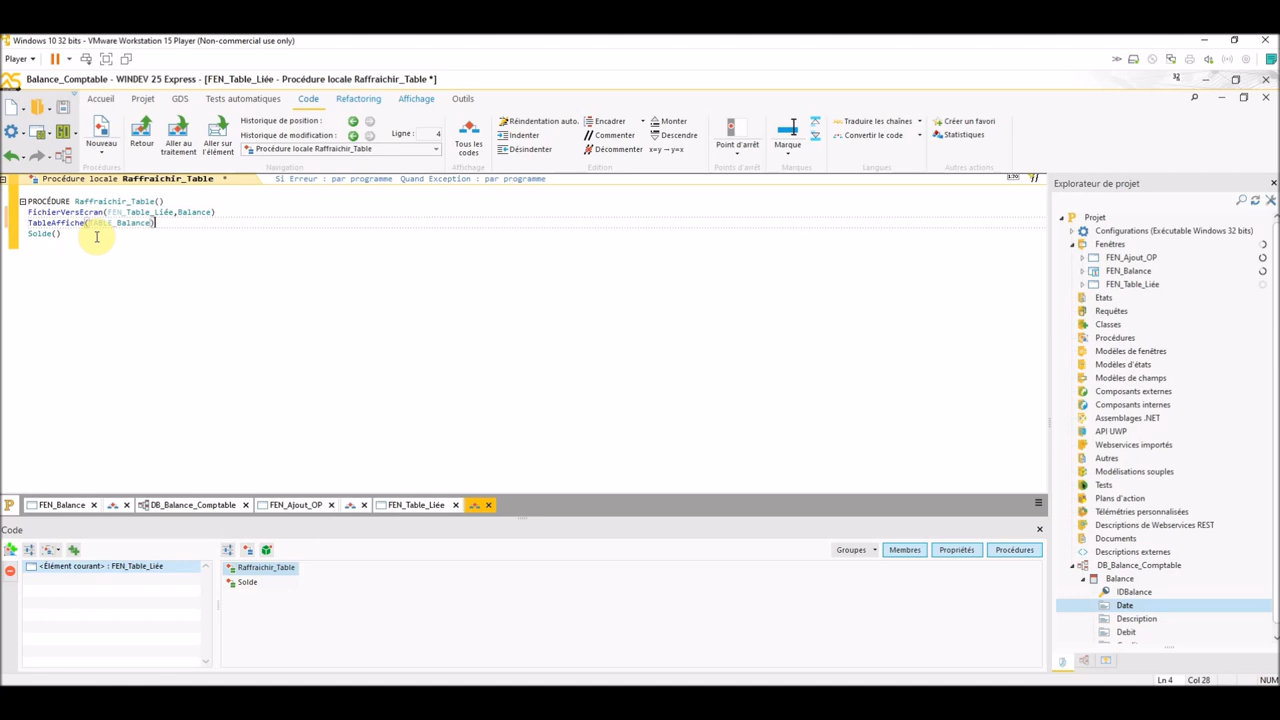 Windows 10 32 bits - VMware Workstation 15 Player (Non-commercial use only)
Player
Balance_Comptable - WINDEV 25 Express - [FEN_Table_Liée - Procédure locale Raffraichir_Table *]
32
Accueil Projet GDS Tests automatiques Code Refactoring Affichage Outils
Nouveau
Procédures
Retour
Aller au traitement
Aller sur l'élément
Historique de position :
Historique de modification :
Ligne : 4
Procédure locale Raffraichir_Table
Navigation
Tous les codes
Affichage
Réindentation auto.
Indenter
Désindenter
Encadrer
Commenter
Décommenter
Monter
Descendre
x=y→y=x
Edition
Point d'arrêt
Points d'arrêt
Marque
Marques
Traduire les chaînes
Convertir le code
Langues
Créer un favori
Statistiques
Autres actions
Procédure locale Raffraichir_Table * Si Erreur : par programme Quand Exception : par programme
PROCÉDURE Raffraichir_Table()
FichierVersEcran(FEN_Table_Liée,Balance)
TableAffiche(TABLE_Balance)
Solde()
Explorateur de projet
Projet
Configurations (Exécutable Windows 32 bits)
Fenêtres
FEN_Ajout_OP
FEN_Balance
FEN_Table_Liée
Etats
Requêtes
Classes
Procédures
Modèles de fenêtres
Modèles d'états
Modèles de champs
Composants externes
Composants internes
Assemblages .NET
API UWP
Webservices importés
Autres
Modélisations souples
Tests
Plans d'action
Télémétries personnalisées
Descriptions de Webservices REST
Documents
Descriptions externes
DB_Balance_Comptable
Balance
IDBalance
Date
Description
Debit
FEN_Balance DB_Balance_Comptable FEN_Ajout_OP FEN_Table_Liée
Code
Groupes Membres Propriétés Procédures
<Élément courant> : FEN_Table_Liée
Raffraichir_Table
Solde
Ln 4 Col 28 NUM